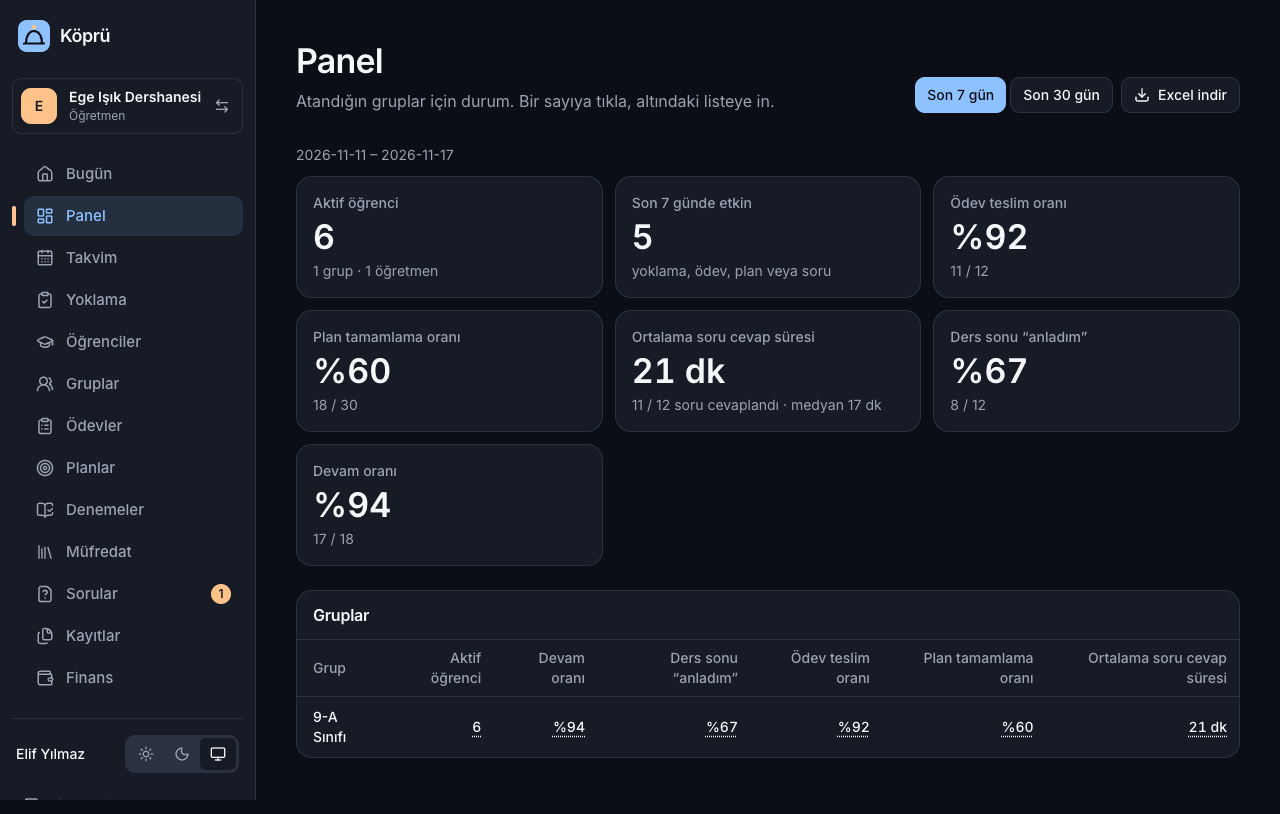 Köprü
E
Ege Işık Dershanesi
Öğretmen
Bugün
Panel
Takvim
Yoklama
Öğrenciler
Gruplar
Ödevler
Planlar
Denemeler
Müfredat
Sorular
1
Kayıtlar
Finans
Elif Yılmaz
Panel
Atandığın gruplar için durum. Bir sayıya tıkla, altındaki listeye in.
Son 7 gün
Son 30 gün
Excel indir
2026-11-11 – 2026-11-17
Aktif öğrenci
6
1 grup · 1 öğretmen
Son 7 günde etkin
5
yoklama, ödev, plan veya soru
Ödev teslim oranı
%92
11 / 12
Plan tamamlama oranı
%60
18 / 30
Ortalama soru cevap süresi
21 dk
11 / 12 soru cevaplandı · medyan 17 dk
Ders sonu “anladım”
%67
8 / 12
Devam oranı
%94
17 / 18
Gruplar
Grup
Aktif
öğrenci
Devam
oranı
Ders sonu
“anladım”
Ödev teslim
oranı
Plan tamamlama
oranı
Ortalama soru cevap
süresi
9-A
Sınıfı
6
%94
%67
%92
%60
21 dk